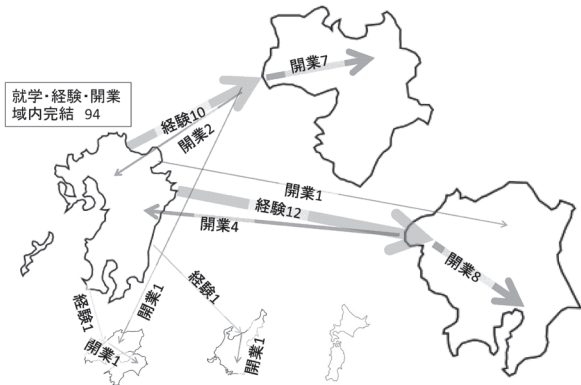 就学・経験・開業
域内完結 94
開業7
経験10
開業2
開業1
経験12
開業4
開業8
経験1
開業1
経験1
開業1
開業1